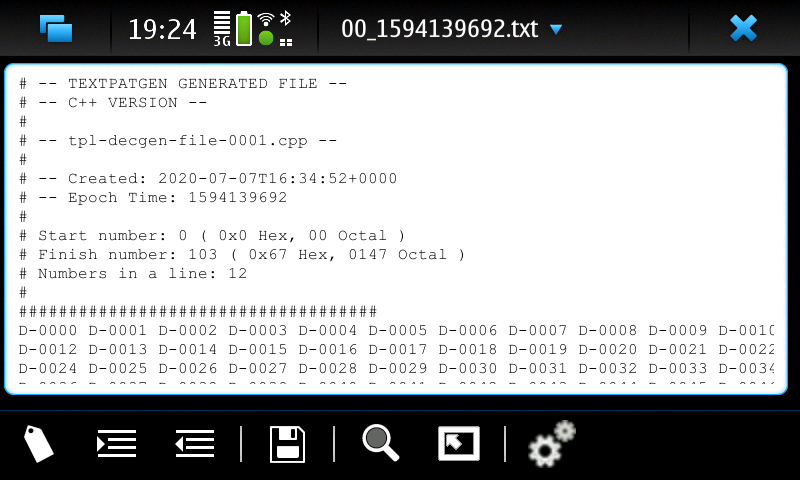 19:24
3G
00_1594139692.txt
# -- TEXTPATGEN GENERATED FILE --
# -- C++ VERSION --
#
# -- tpl-decgen-file-0001.cpp --
#
# -- Created: 2020-07-07T16:34:52+0000
# -- Epoch Time: 1594139692
#
# Start number: 0 ( 0x0 Hex, 00 Octal )
# Finish number: 103 ( 0x67 Hex, 0147 Octal )
# Numbers in a line: 12
#
####################################
D-0000 D-0001 D-0002 D-0003 D-0004 D-0005 D-0006 D-0007 D-0008 D-0009 D-0010
D-0012 D-0013 D-0014 D-0015 D-0016 D-0017 D-0018 D-0019 D-0020 D-0021 D-0022
D-0024 D-0025 D-0026 D-0027 D-0028 D-0029 D-0030 D-0031 D-0032 D-0033 D-0034